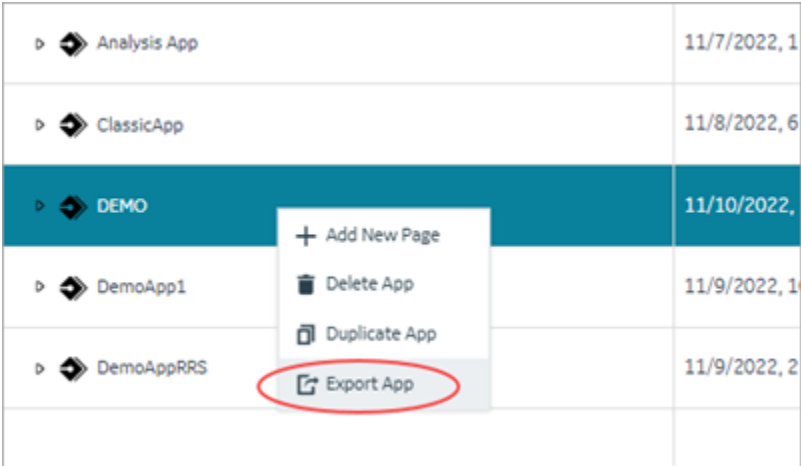 Analysis App 11/7/2022, 1
ClassicApp 11/8/2022, 6
DEMO 11/10/2022,
Add New Page
Delete App
DemoApp1 11/9/2022, 1
Duplicate App
DemoAppRRS 11/9/2022, 2
Export App